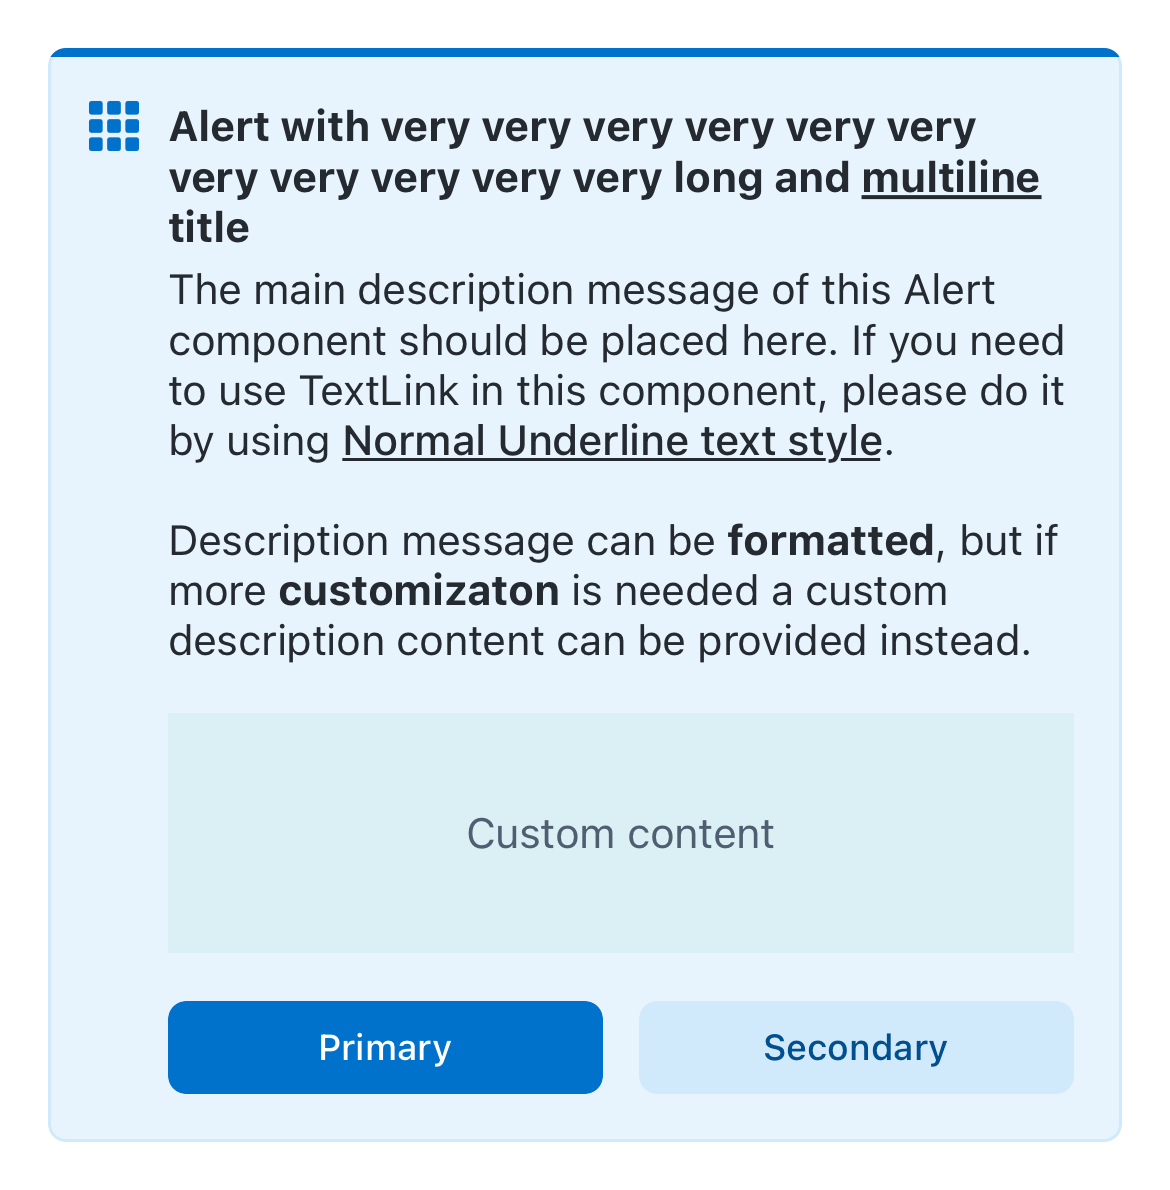 Alert with very very very very very very
very very very very very long and multiline
title
The main description message of this Alert
component should be placed here. If you need
to use TextLink in this component, please do it
by using Normal Underline text style.
Description message can be formatted, but if
more customizaton is needed a custom
description content can be provided instead.
Custom content
Primary
Secondary